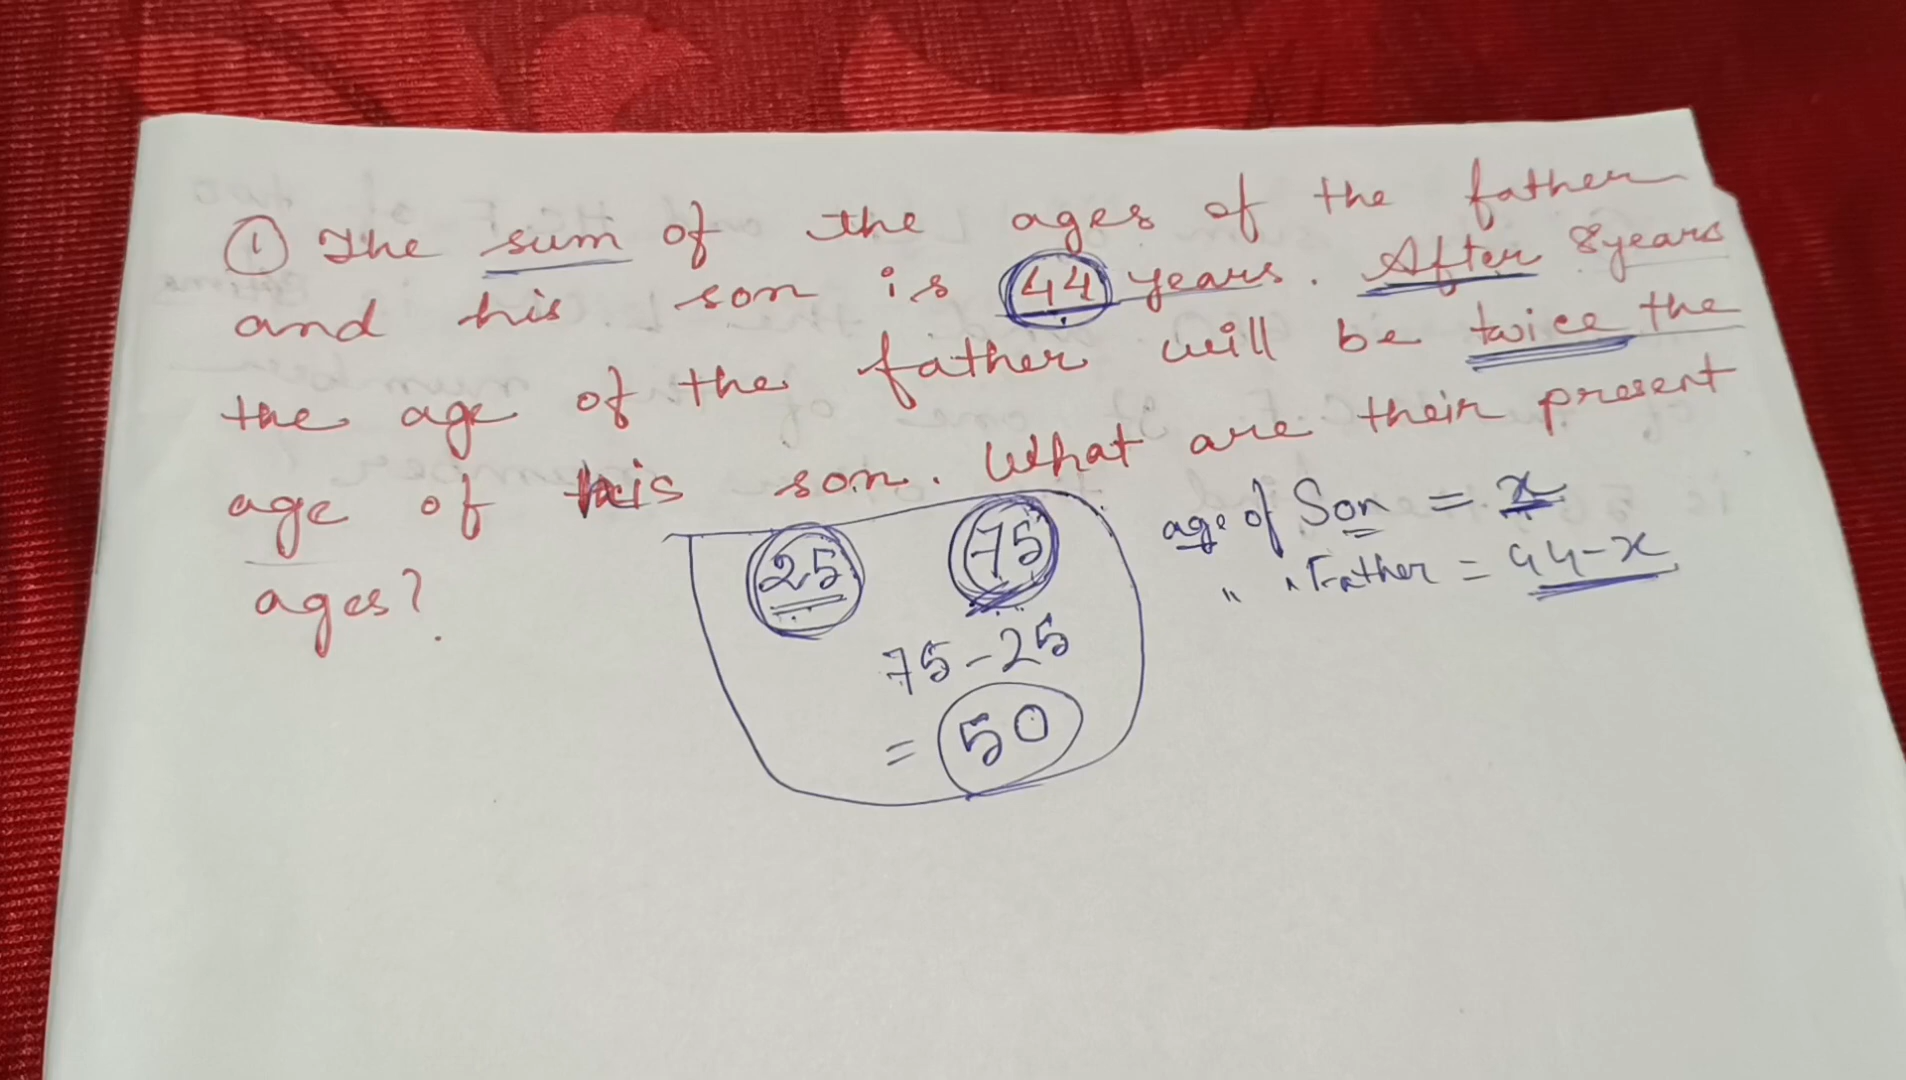 ① The sum of the ages of the father
and his son is 44 years. After 8 years
the age of the father will be twice the
age of his son. What are their present
ages?
age of Son = x
" " Father = 44-x
25 75
75-25
= 50